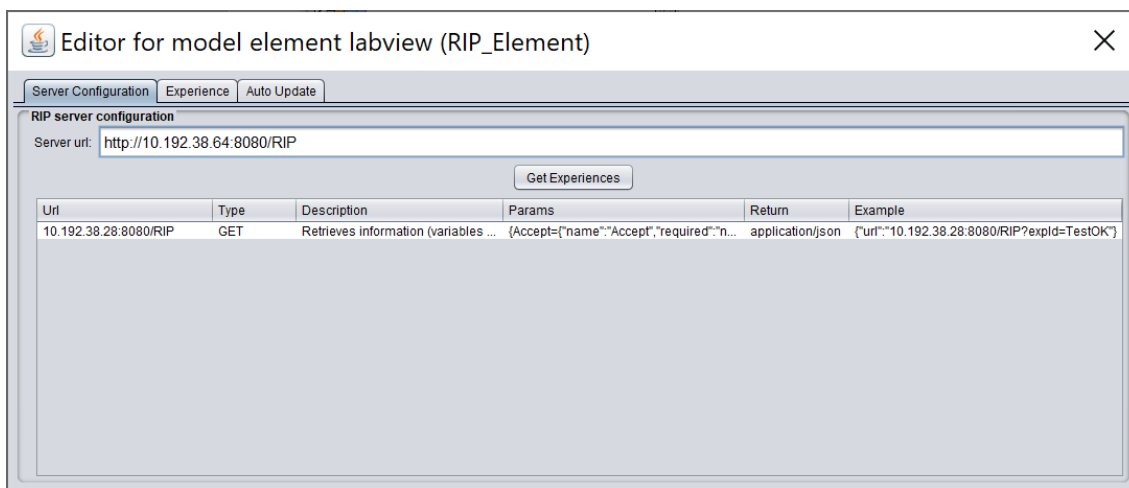 Editor for model element labview (RIP_Element)
Server Configuration Experience Auto Update
RIP server configuration
Server url: http://10.192.38.64:8080/RIP
Get Experiences
Url Type Description Params Return Example
10.192.38.28:8080/RIP GET Retrieves information (variables ... {Accept={"name":"Accept","required":"n... application/json {"url":"10.192.38.28:8080/RIP?expId=TestOK"}